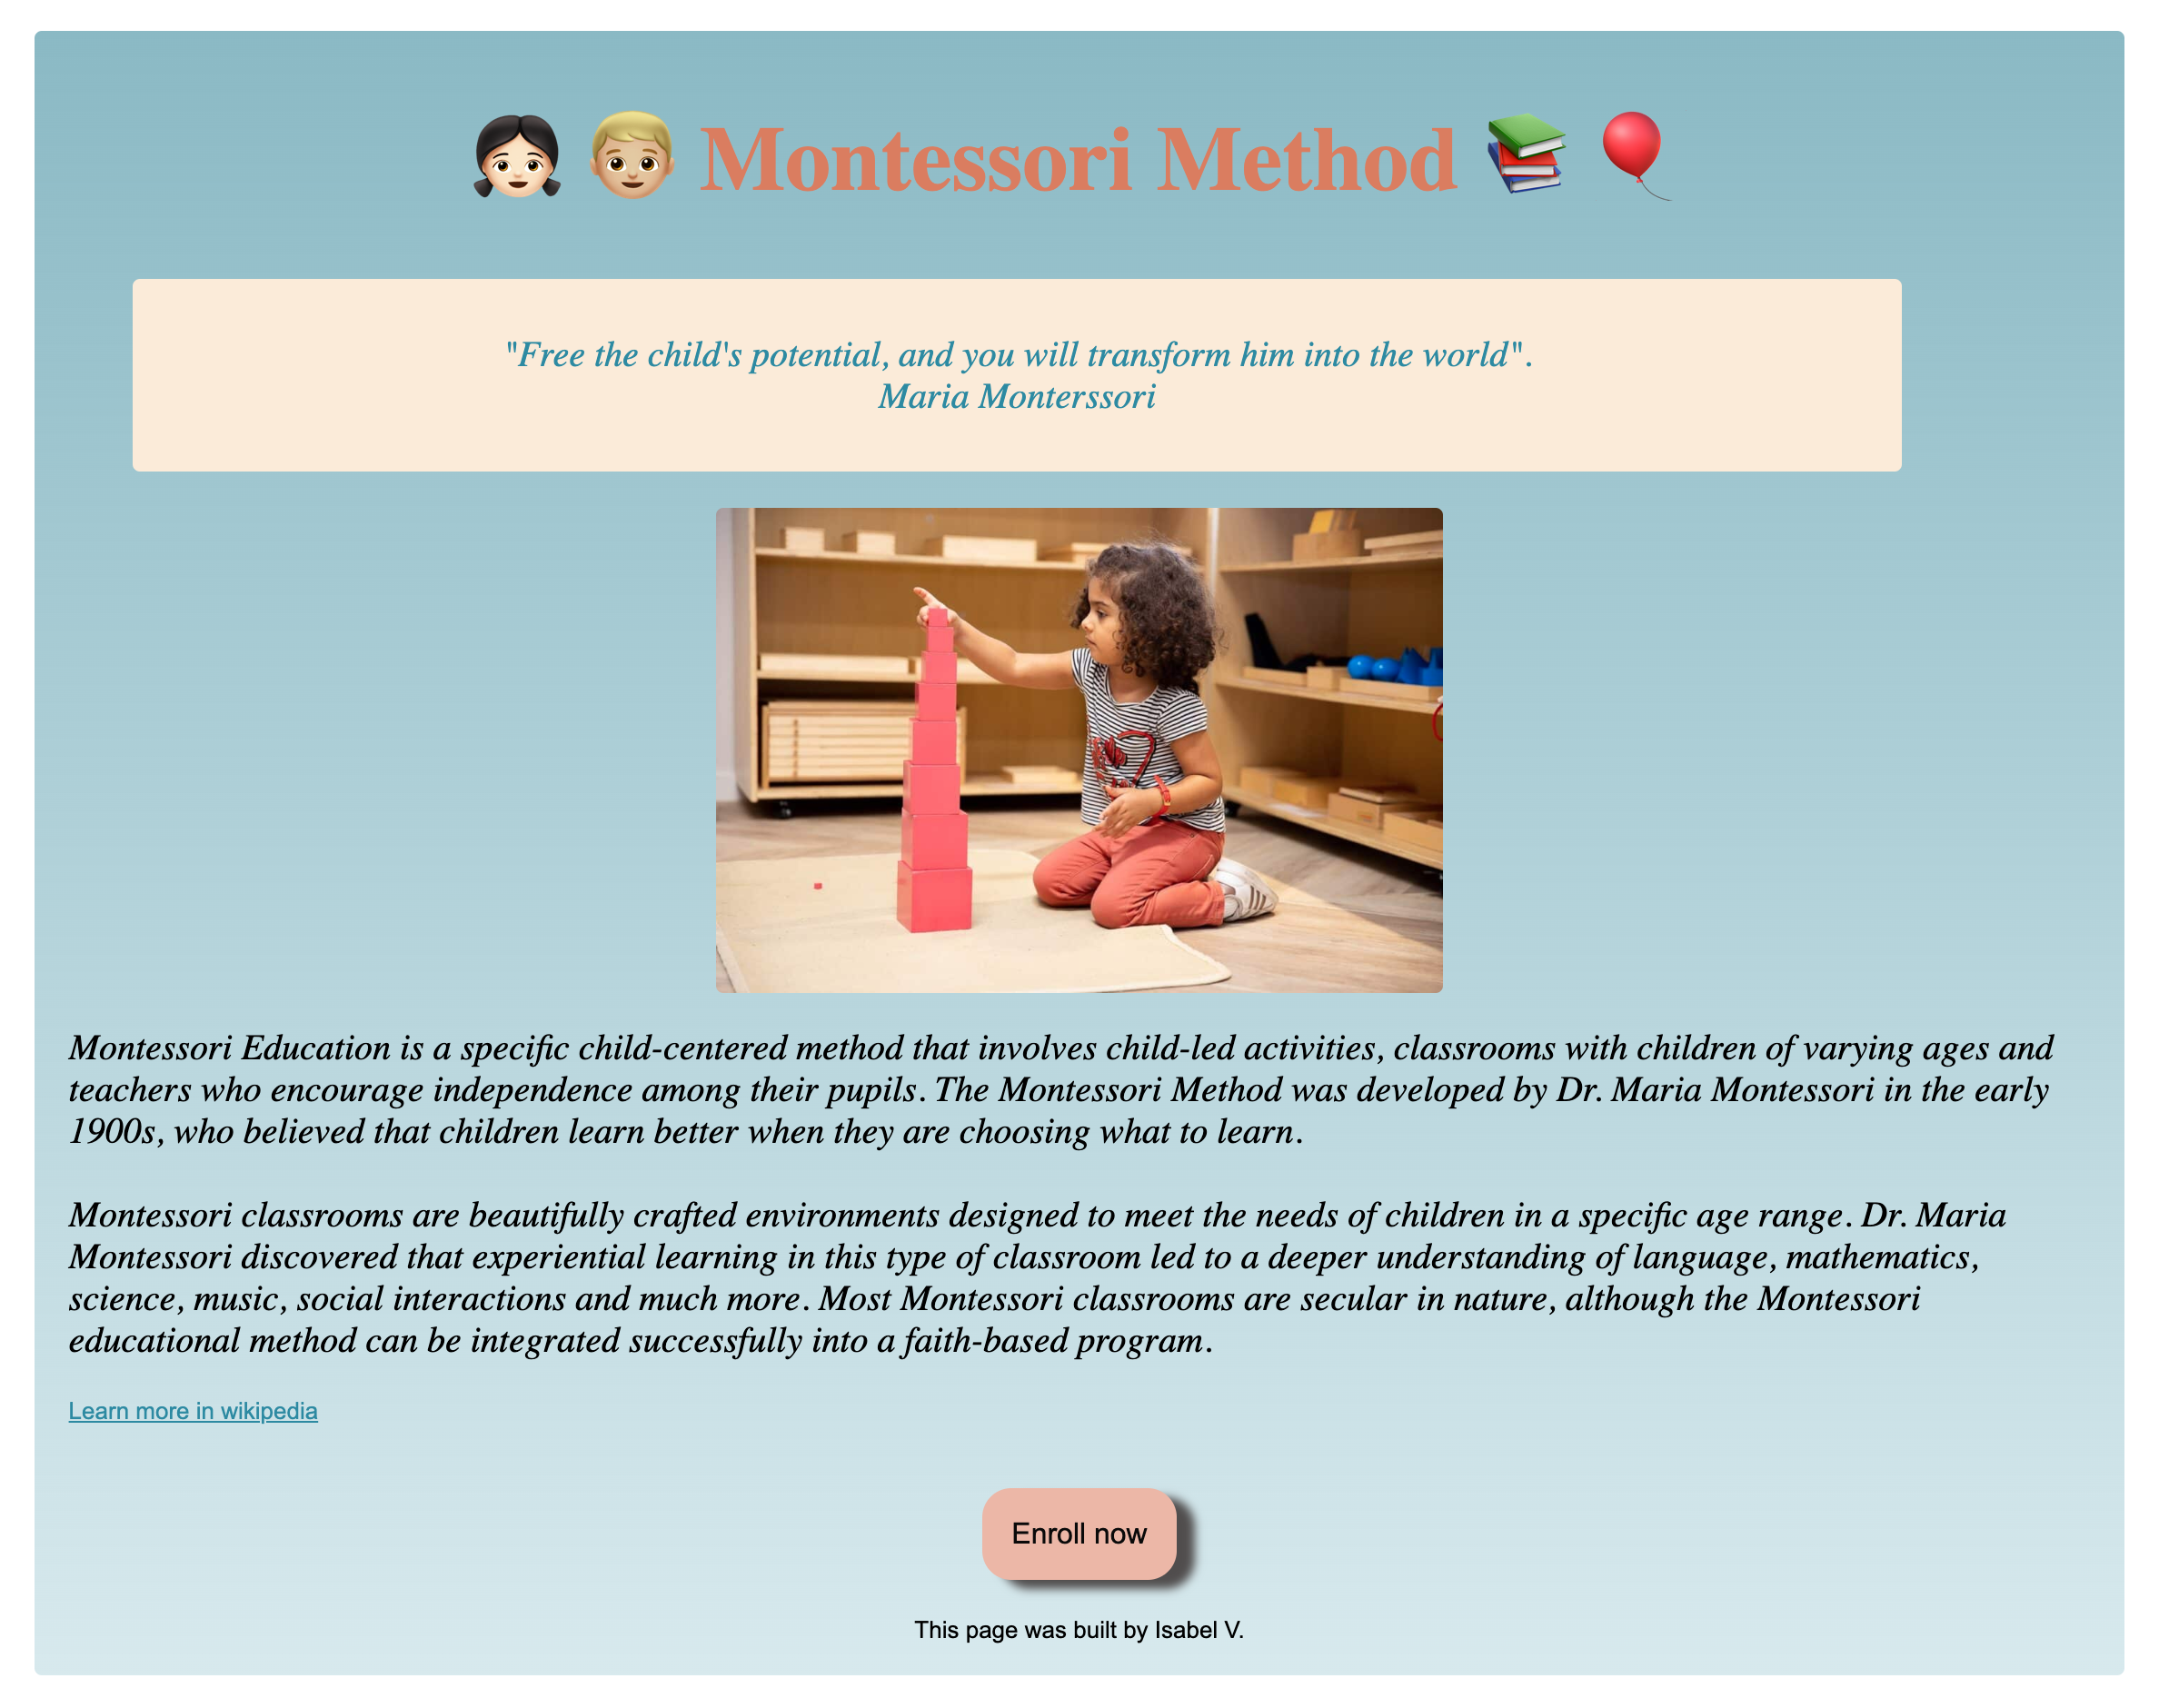 Montessori Method
"Free the child's potential, and you will transform him into the world".
Maria Monterssori
Montessori Education is a specific child-centered method that involves child-led activities, classrooms with children of varying ages and
teachers who encourage independence among their pupils. The Montessori Method was developed by Dr. Maria Montessori in the early
1900s, who believed that children learn better when they are choosing what to learn.
Montessori classrooms are beautifully crafted environments designed to meet the needs of children in a specific age range. Dr. Maria
Montessori discovered that experiential learning in this type of classroom led to a deeper understanding of language, mathematics,
science, music, social interactions and much more. Most Montessori classrooms are secular in nature, although the Montessori
educational method can be integrated successfully into a faith-based program.
Learn more in wikipedia
Enroll now
This page was built by Isabel V.